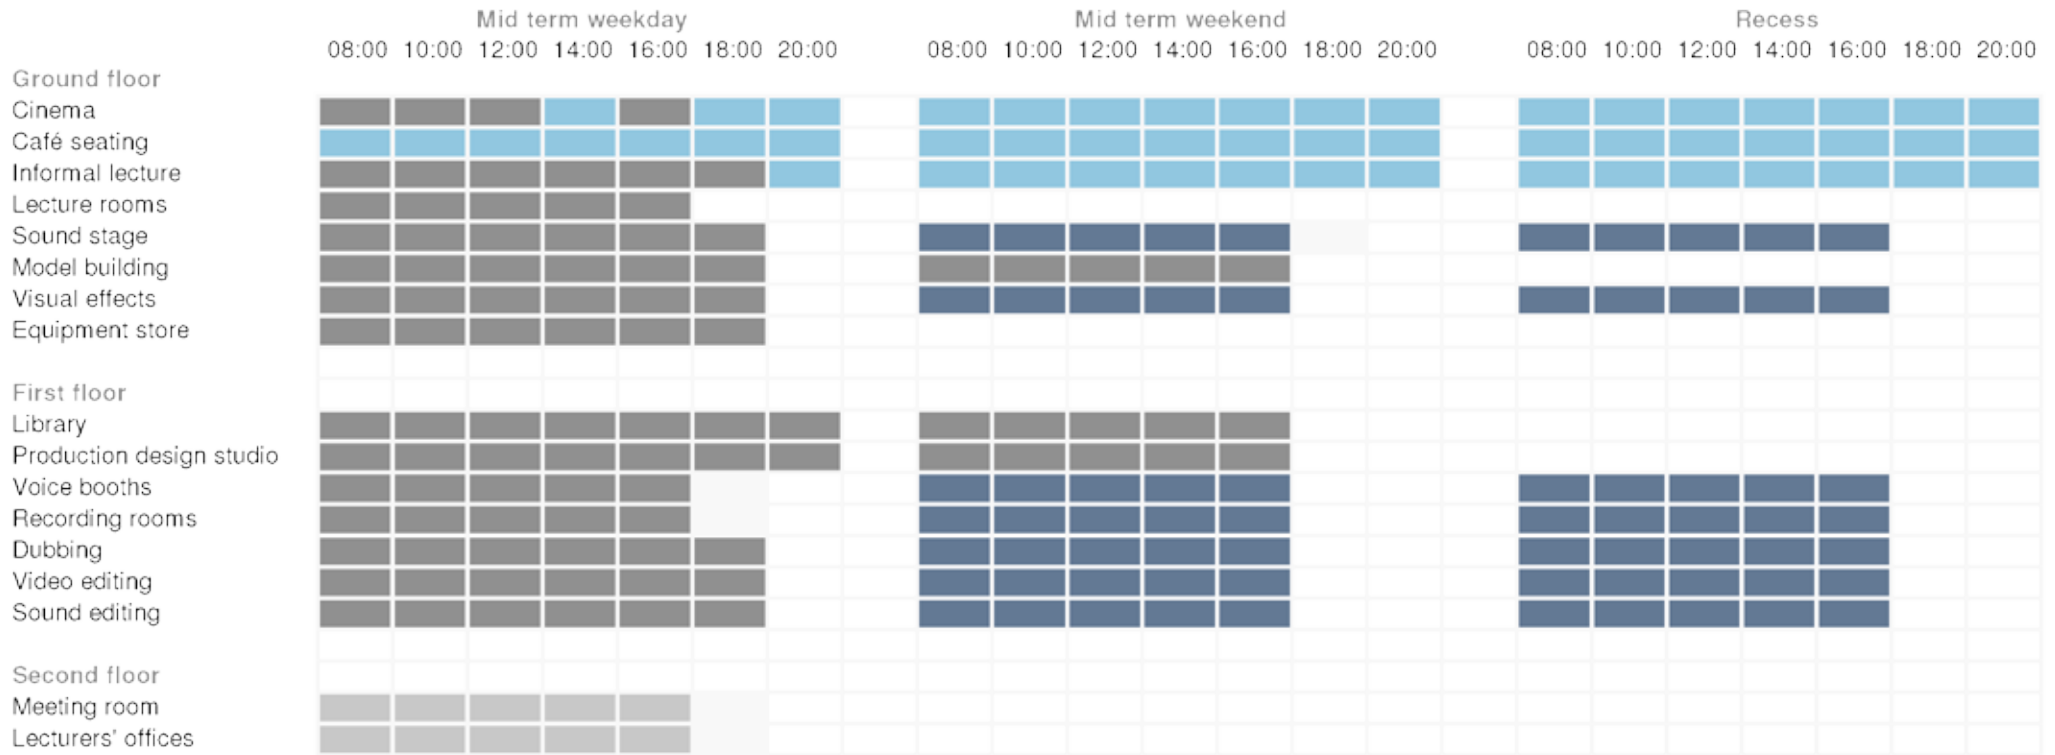 Mid term weekday Mid term weekend Recess
08:00 10:00 12:00 14:00 16:00 18:00 20:00 08:00 10:00 12:00 14:00 16:00 18:00 20:00 08:00 10:00 12:00 14:00 16:00 18:00 20:00
Ground floor
Cinema
Café seating
Informal lecture
Lecture rooms
Sound stage
Model building
Visual effects
Equipment store
First floor
Library
Production design studio
Voice booths
Recording rooms
Dubbing
Video editing
Sound editing
Second floor
Meeting room
Lecturers' offices